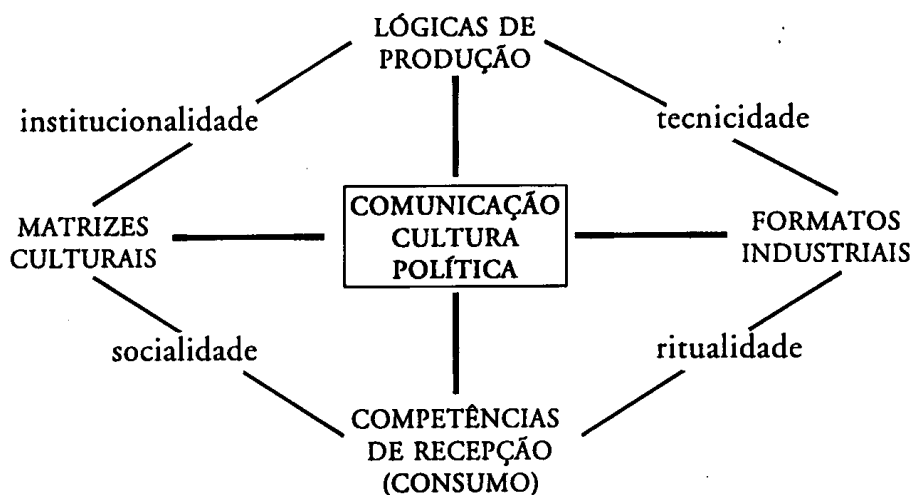 LÓGICAS DE
PRODUÇÃO
institucionalidade
tecnicidade
MATRIZES
CULTURAIS
COMUNICAÇÃO
CULTURA
POLÍTICA
FORMATOS
INDUSTRIAIS
socialidade
ritualidade
COMPETÊNCIAS
DE RECEPÇÃO
(CONSUMO)